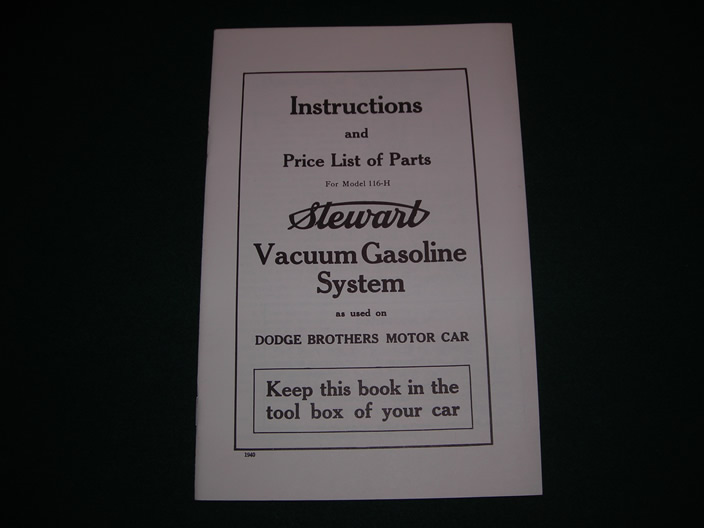 Instructions
and
Price List of Parts
For Model 116-H
Stewart
Vacuum Gasoline
System
as used on
DODGE BROTHERS MOTOR CAR
Keep this book in the
tool box of your car
1940